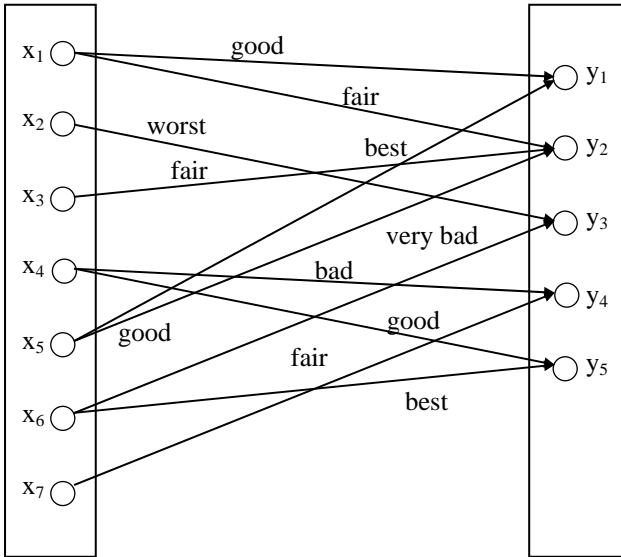 x₁
x₂
x₃
x₄
x₅
x₆
x₇
good
fair
worst
best
fair
very bad
bad
good
good
fair
best
y₁
y₂
y₃
y₄
y₅